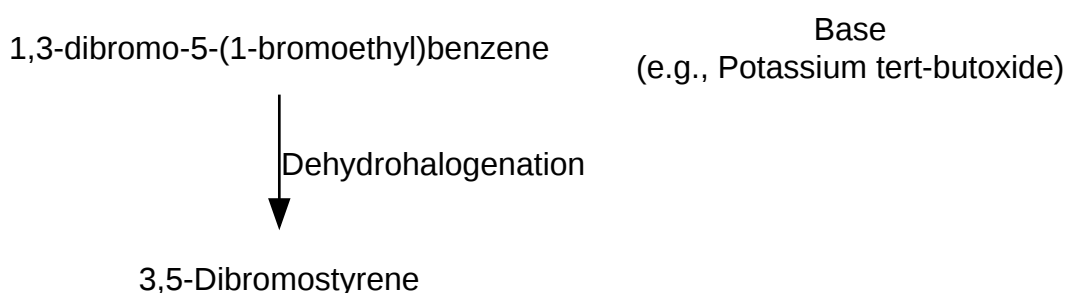 1,3-dibromo-5-(1-bromoethyl)benzene
Base
(e.g., Potassium tert-butoxide)
Dehydrohalogenation
3,5-Dibromostyrene